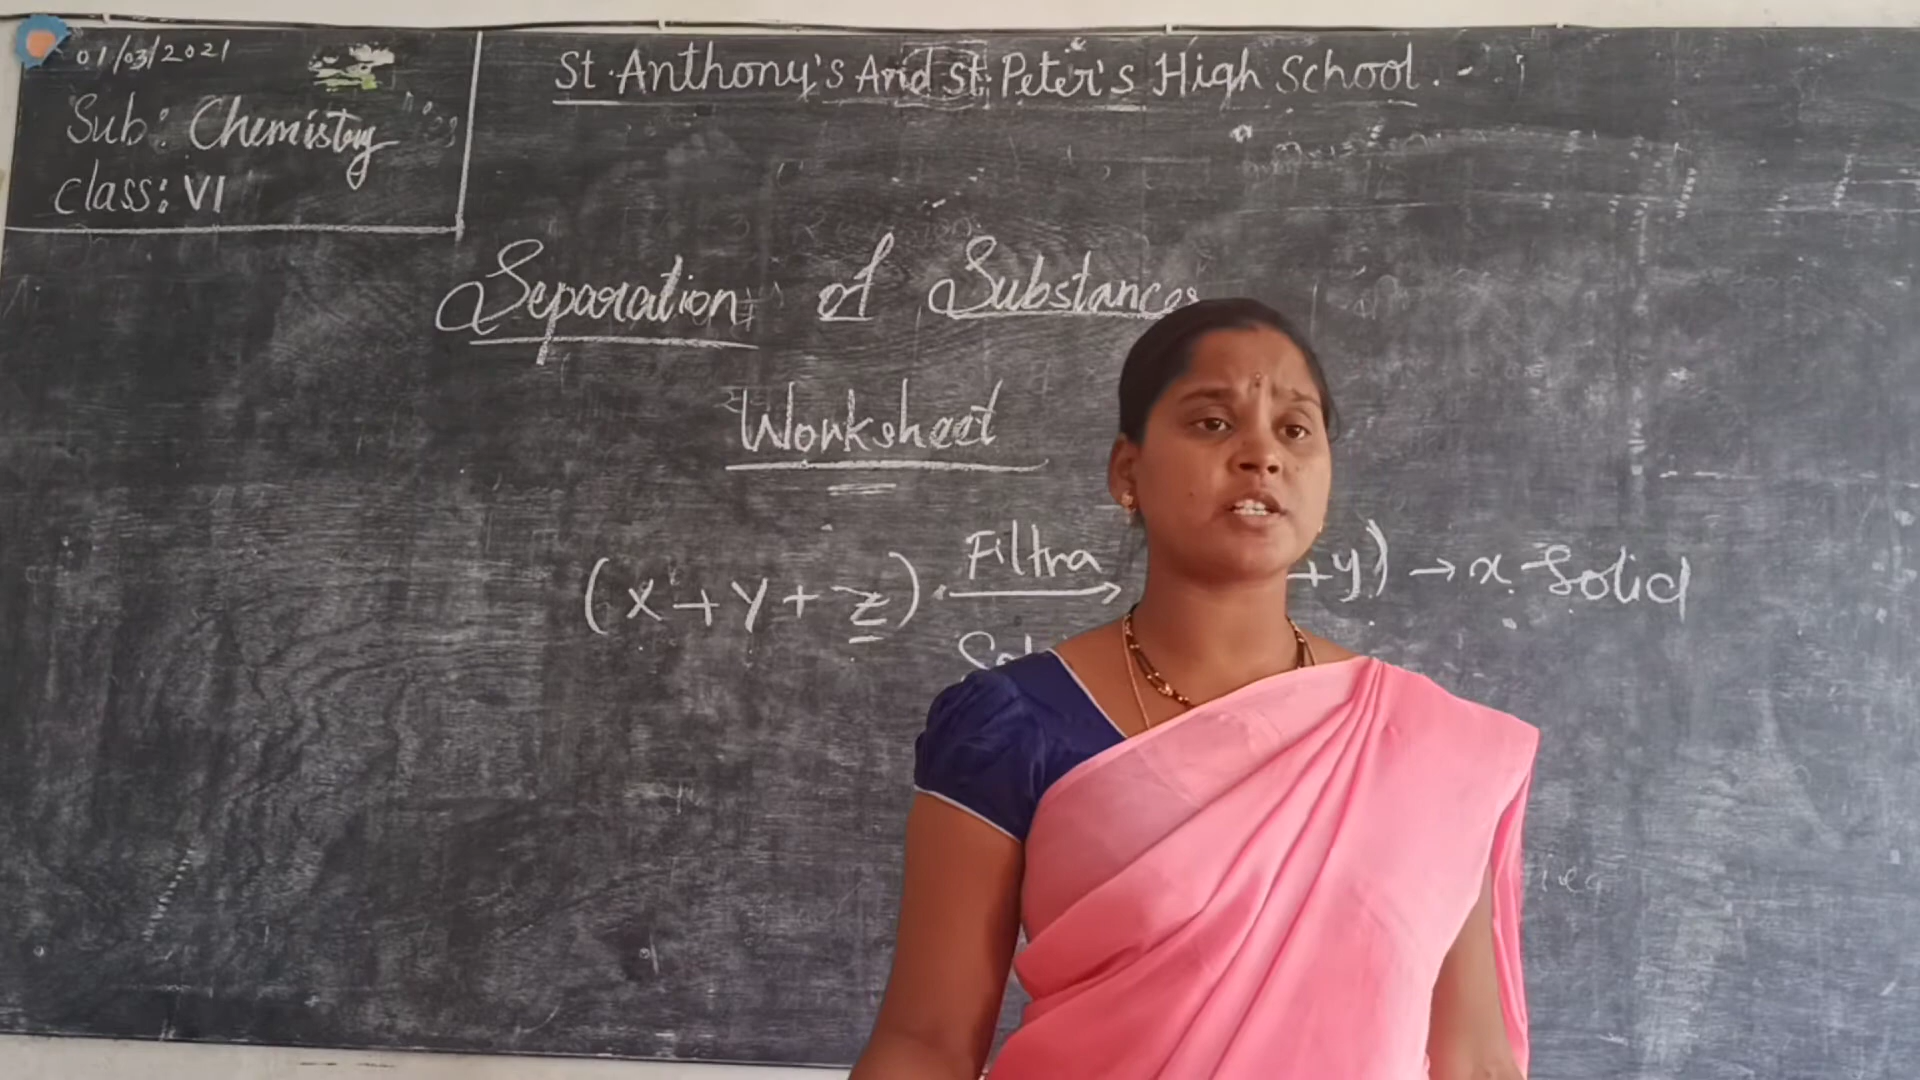 01/03/2021
Sub: Chemistry
Class: VI
St. Anthony's And St. Peter's High School.
Separation of Substances
Worksheet
(x + y + z) Filtra → +y) → x Solid